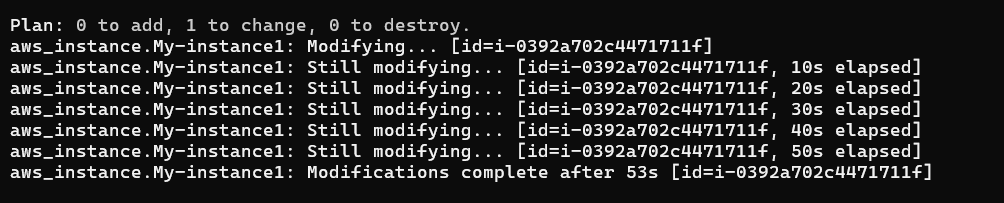 Plan: 0 to add, 1 to change, 0 to destroy.
aws_instance.My-instance1: Modifying... [id=i-0392a702c4471711f]
aws_instance.My-instance1: Still modifying... [id=i-0392a702c4471711f, 10s elapsed]
aws_instance.My-instance1: Still modifying... [id=i-0392a702c4471711f, 20s elapsed]
aws_instance.My-instance1: Still modifying... [id=i-0392a702c4471711f, 30s elapsed]
aws_instance.My-instance1: Still modifying... [id=i-0392a702c4471711f, 40s elapsed]
aws_instance.My-instance1: Still modifying... [id=i-0392a702c4471711f, 50s elapsed]
aws_instance.My-instance1: Modifications complete after 53s [id=i-0392a702c4471711f]